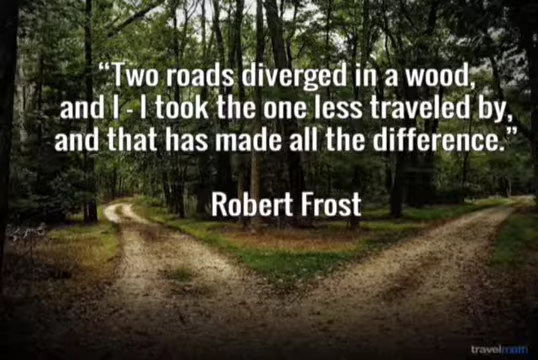 “Two roads diverged in a wood,
and I - I took the one less traveled by,
and that has made all the difference.”
Robert Frost
travelmath